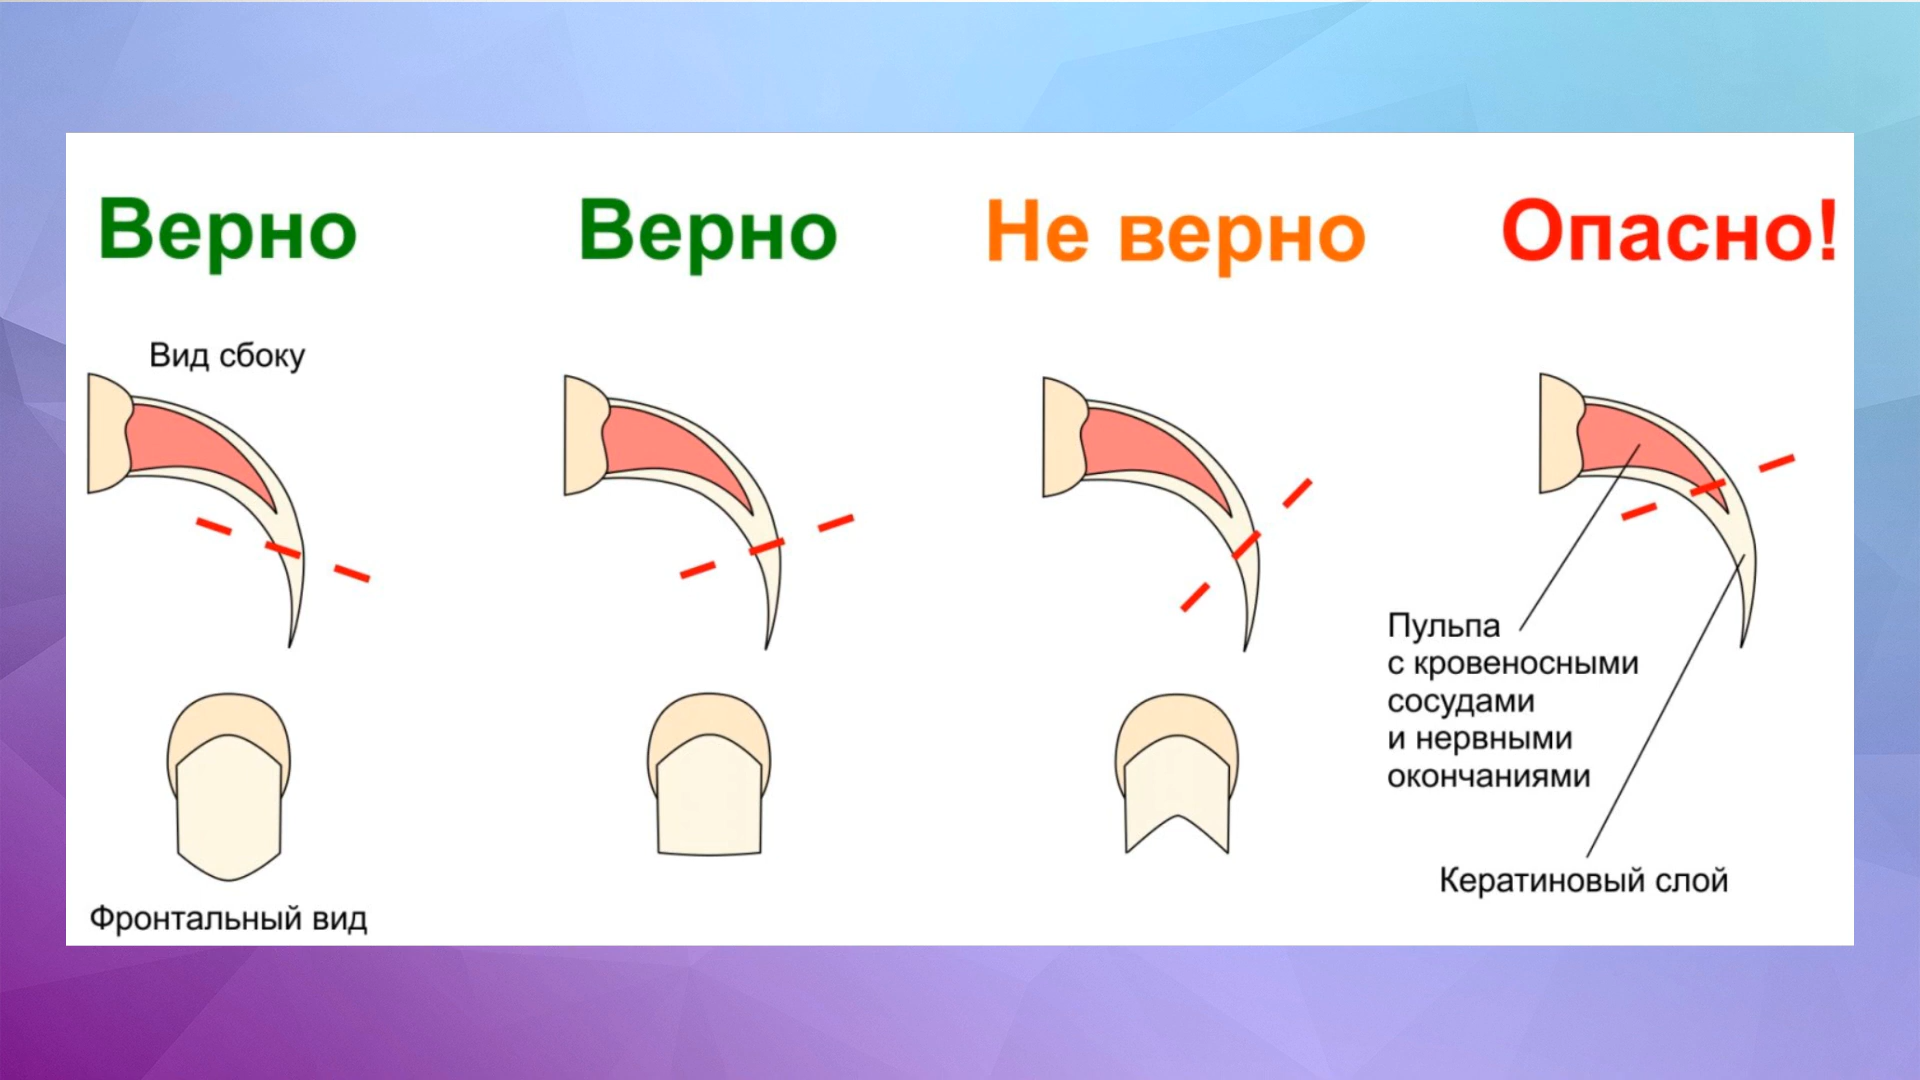 Верно
Верно
Не верно
Опасно!
Вид сбоку
Пульпа
с кровеносными
сосудами
и нервными
окончаниями
Кератиновый слой
Фронтальный вид